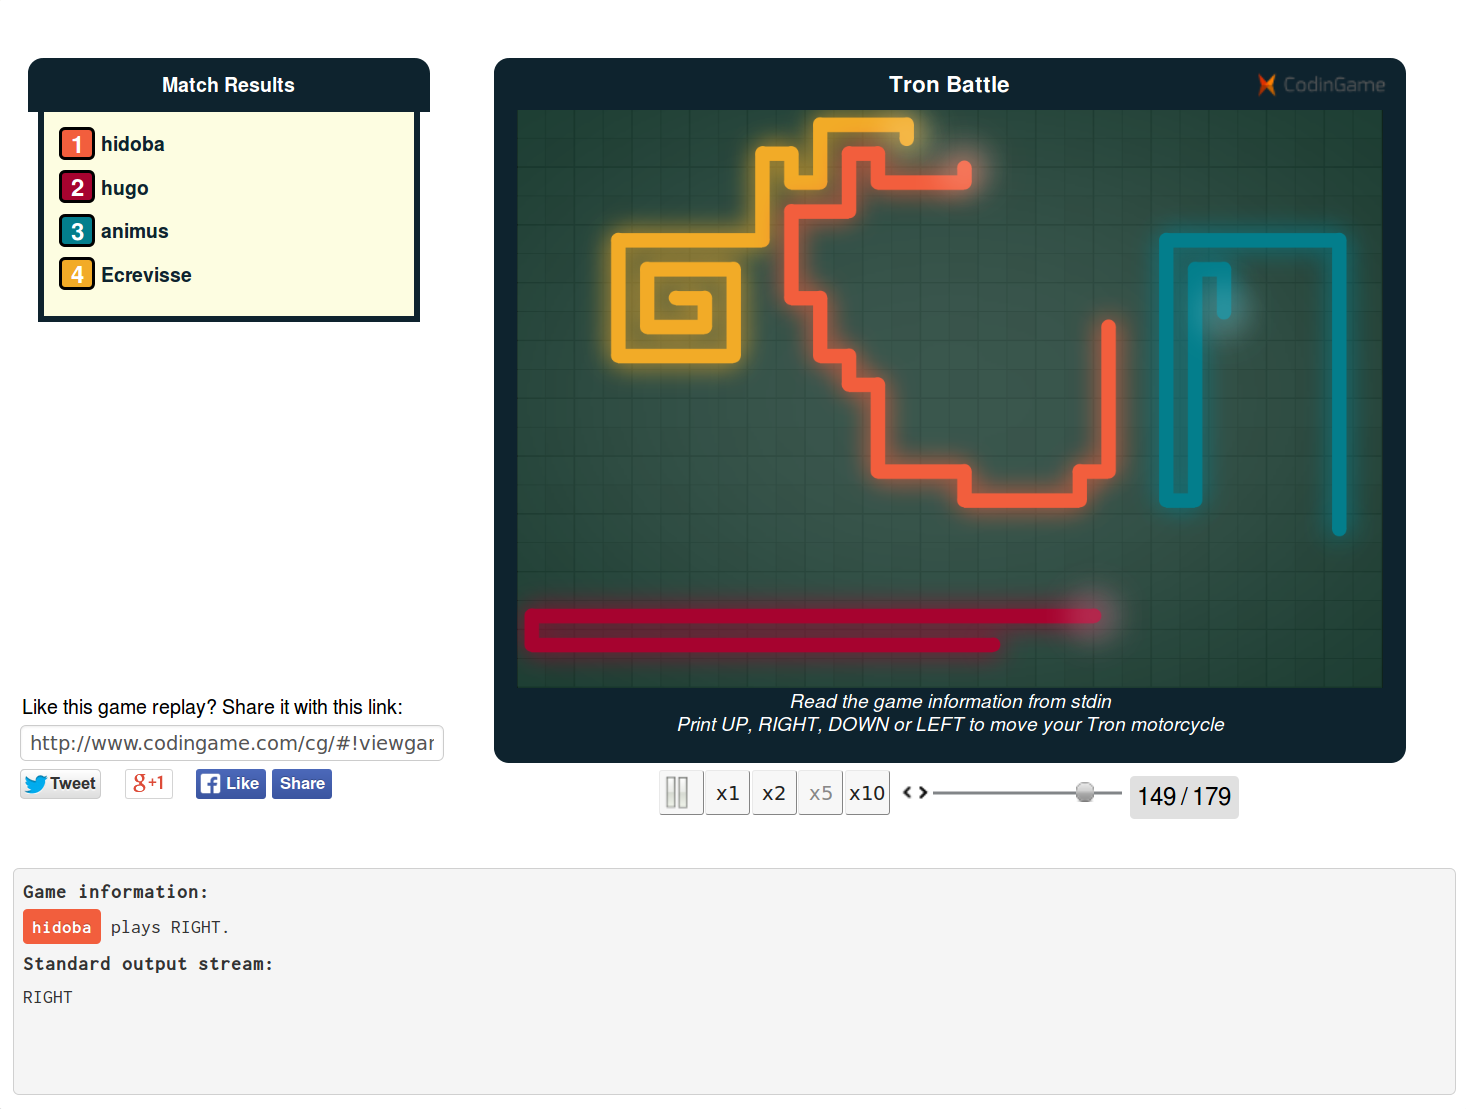 Match Results
1 hidoba
2 hugo
3 animus
4 Ecrevisse
Tron Battle
CodinGame
Read the game information from stdin
Print UP, RIGHT, DOWN or LEFT to move your Tron motorcycle
Like this game replay? Share it with this link:
http://www.codingame.com/cg/#!viewgar
Tweet
g+1
Like
Share
x1
x2
x5
x10
149 / 179
Game information:
hidoba plays RIGHT.
Standard output stream:
RIGHT